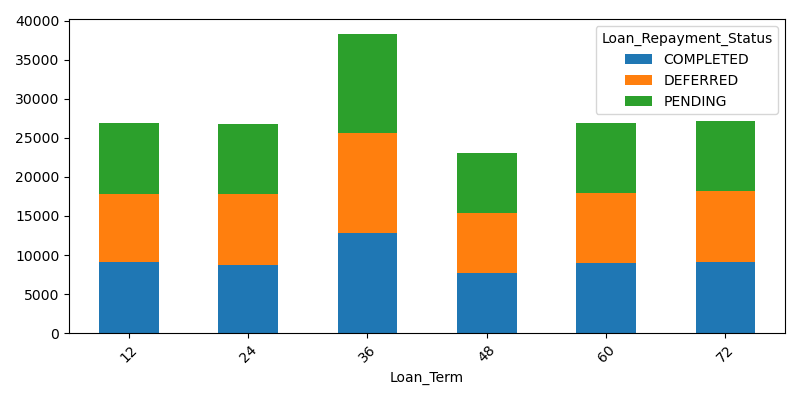 40000
35000
30000
25000
20000
15000
10000
5000
0
Loan_Repayment_Status
COMPLETED
DEFERRED
PENDING
12 24 36 48 60 72
Loan_Term